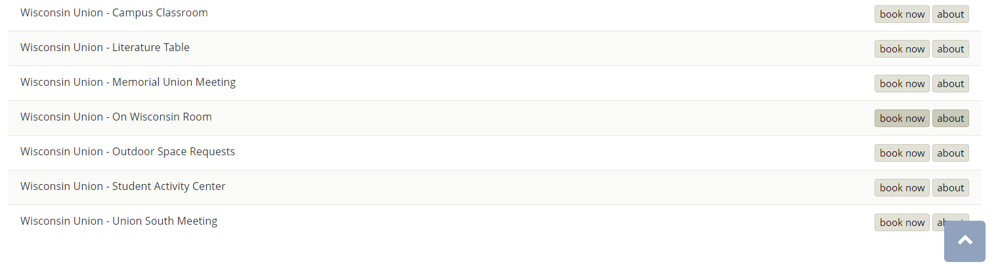 Wisconsin Union - Campus Classroom book now about
Wisconsin Union - Literature Table book now about
Wisconsin Union - Memorial Union Meeting book now about
Wisconsin Union - On Wisconsin Room book now about
Wisconsin Union - Outdoor Space Requests book now about
Wisconsin Union - Student Activity Center book now about
Wisconsin Union - Union South Meeting book now